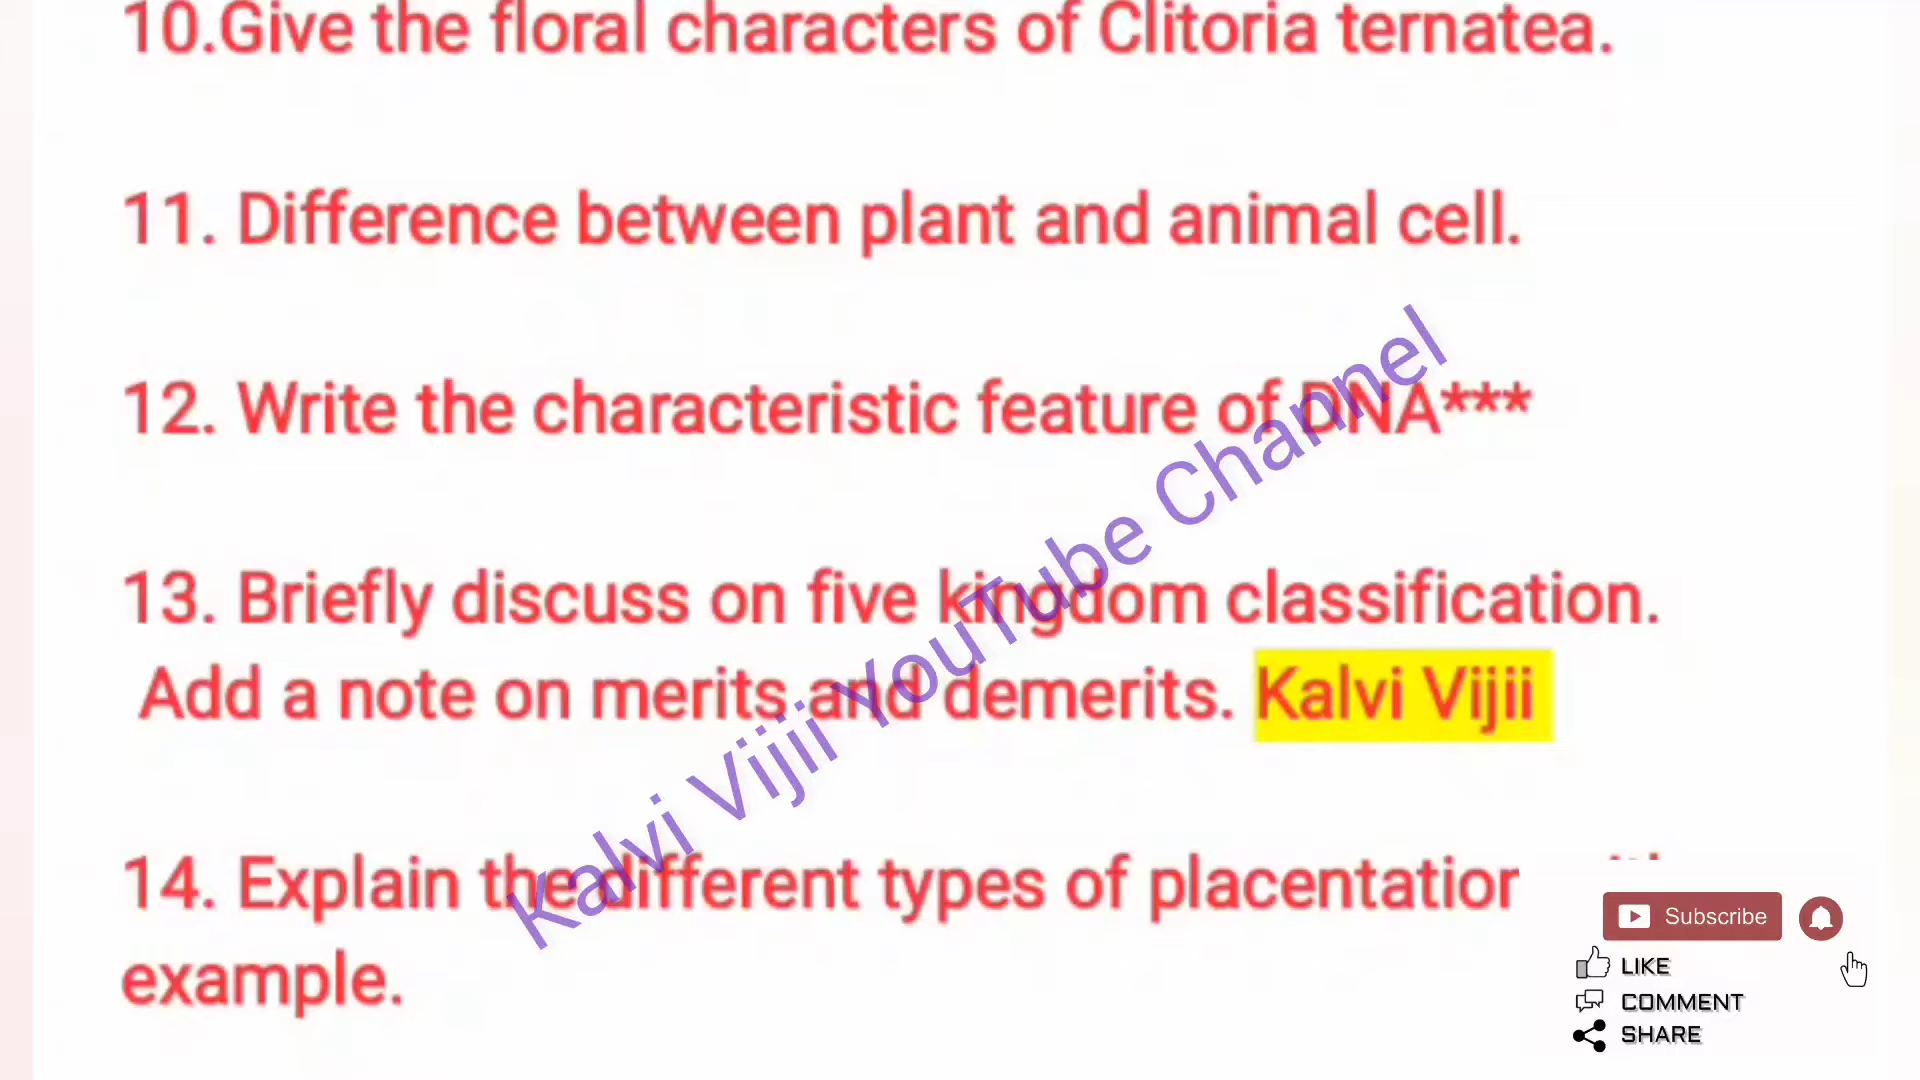 10.Give the floral characters of Clitoria ternatea.
11. Difference between plant and animal cell.
12. Write the characteristic feature of DNA***
13. Briefly discuss on five kingdom classification.
Add a note on merits and demerits. Kalvi Vijii
14. Explain the different types of placentation
example.
Kalvi Vijii YouTube Channel
Subscribe
LIKE
COMMENT
SHARE